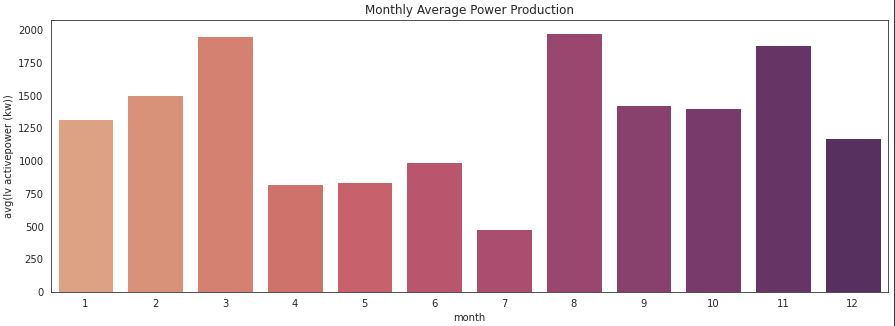 Monthly Average Power Production
avg(lv activepower (kw))
2000
1750
1500
1250
1000
750
500
250
0
1 2 3 4 5 6 7 8 9 10 11 12
month